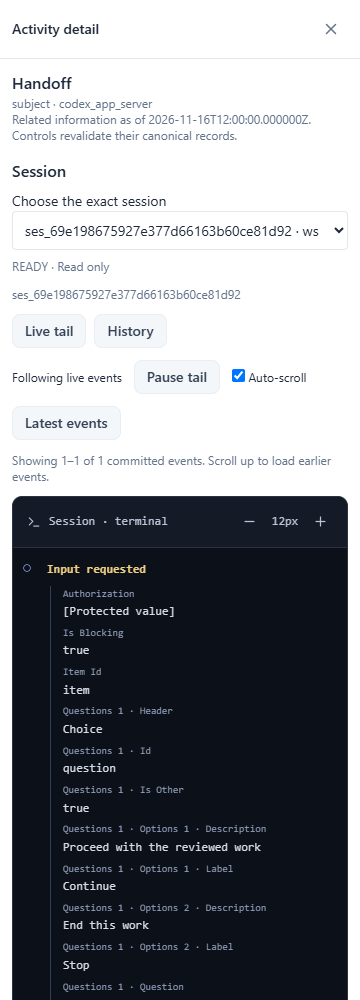 Activity detail
Handoff
subject · codex_app_server
Related information as of 2026-11-16T12:00:00.000000Z.
Controls revalidate their canonical records.
Session
Choose the exact session
ses_69e198675927e377d66163b60ce81d92 · ws
READY · Read only
ses_69e198675927e377d66163b60ce81d92
Live tail History
Following live events Pause tail Auto-scroll
Latest events
Showing 1–1 of 1 committed events. Scroll up to load earlier
events.
Session · terminal — 12px +
Input requested
Authorization
[Protected value]
Is Blocking
true
Item Id
item
Questions 1 · Header
Choice
Questions 1 · Id
question
Questions 1 · Is Other
true
Questions 1 · Options 1 · Description
Proceed with the reviewed work
Questions 1 · Options 1 · Label
Continue
Questions 1 · Options 2 · Description
End this work
Questions 1 · Options 2 · Label
Stop
Questions 1 · Question